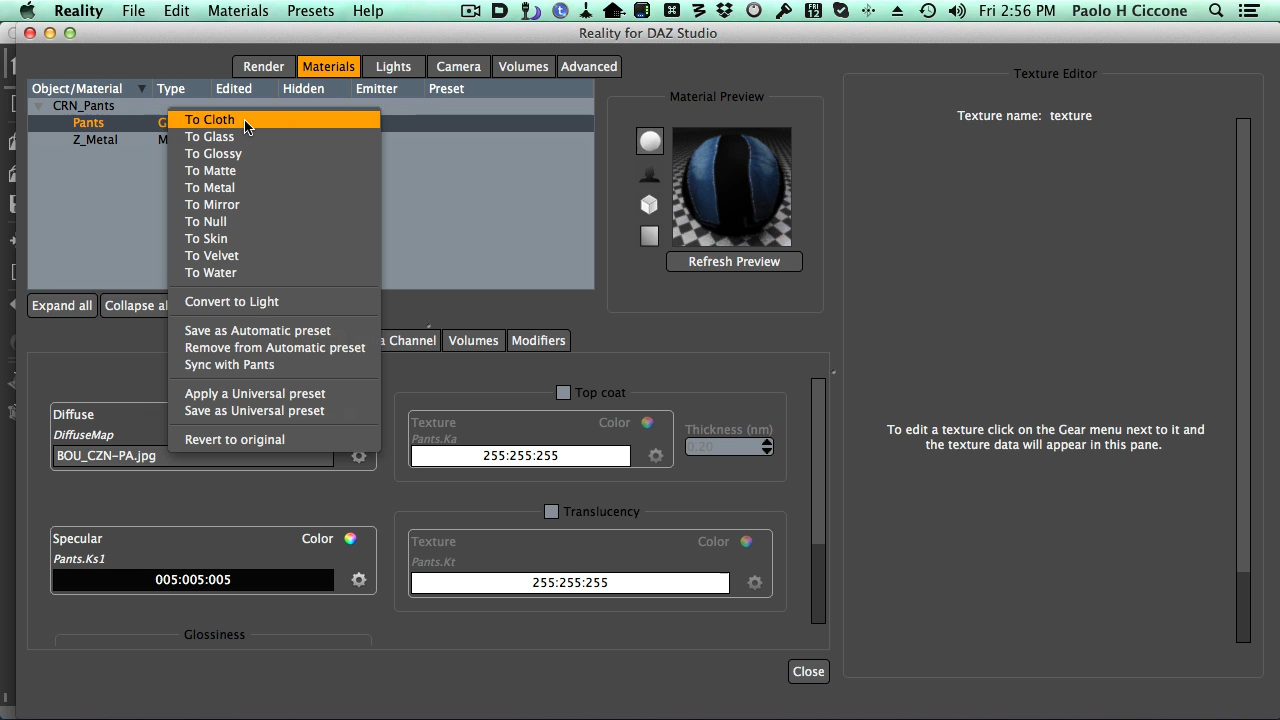 Reality File Edit Materials Presets Help Fri 2:56 PM Paolo H Ciccone
FRI
12
Reality for DAZ Studio
Render Materials Lights Camera Volumes Advanced
Object/Material Type Edited Hidden Emitter Preset
CRN_Pants
Pants G
Z_Metal M
To Cloth
To Glass
To Glossy
To Matte
To Metal
To Mirror
To Null
To Skin
To Velvet
To Water
Convert to Light
Save as Automatic preset
Remove from Automatic preset
Sync with Pants
Apply a Universal preset
Save as Universal preset
Revert to original
Expand all Collapse al
a Channel Volumes Modifiers
Material Preview
Refresh Preview
Diffuse
DiffuseMap
BOU_CZN-PA.jpg
Top coat
Texture Color
Pants.Ka
255:255:255
Thickness (nm)
0.20
Specular Color
Pants.Ks1
005:005:005
Translucency
Texture Color
Pants.Kt
255:255:255
Glossiness
Close
Texture Editor
Texture name: texture
To edit a texture click on the Gear menu next to it and
the texture data will appear in this pane.